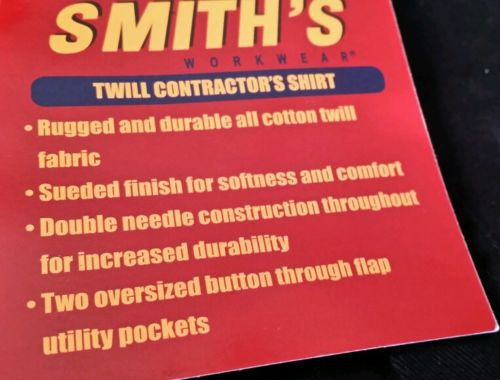 SMITH'S
WORKWEAR®
TWILL CONTRACTOR'S SHIRT
• Rugged and durable all cotton twill
fabric
• Sueded finish for softness and comfort
• Double needle construction throughout
for increased durability
• Two oversized button through flap
utility pockets